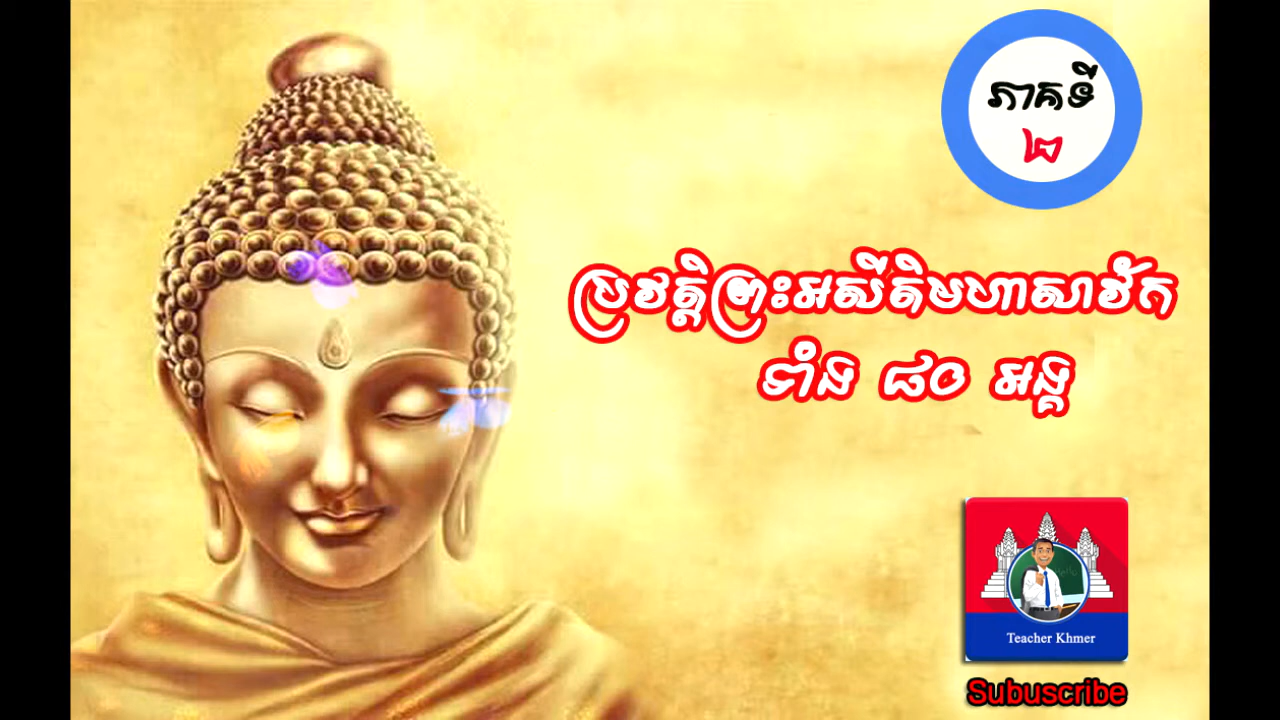 ភាគទី
២
ប្រវត្តិព្រះអសីតិមហាសាវ័ក
ទាំង ៨០ អង្គ
Teacher Khmer
Subuscribe